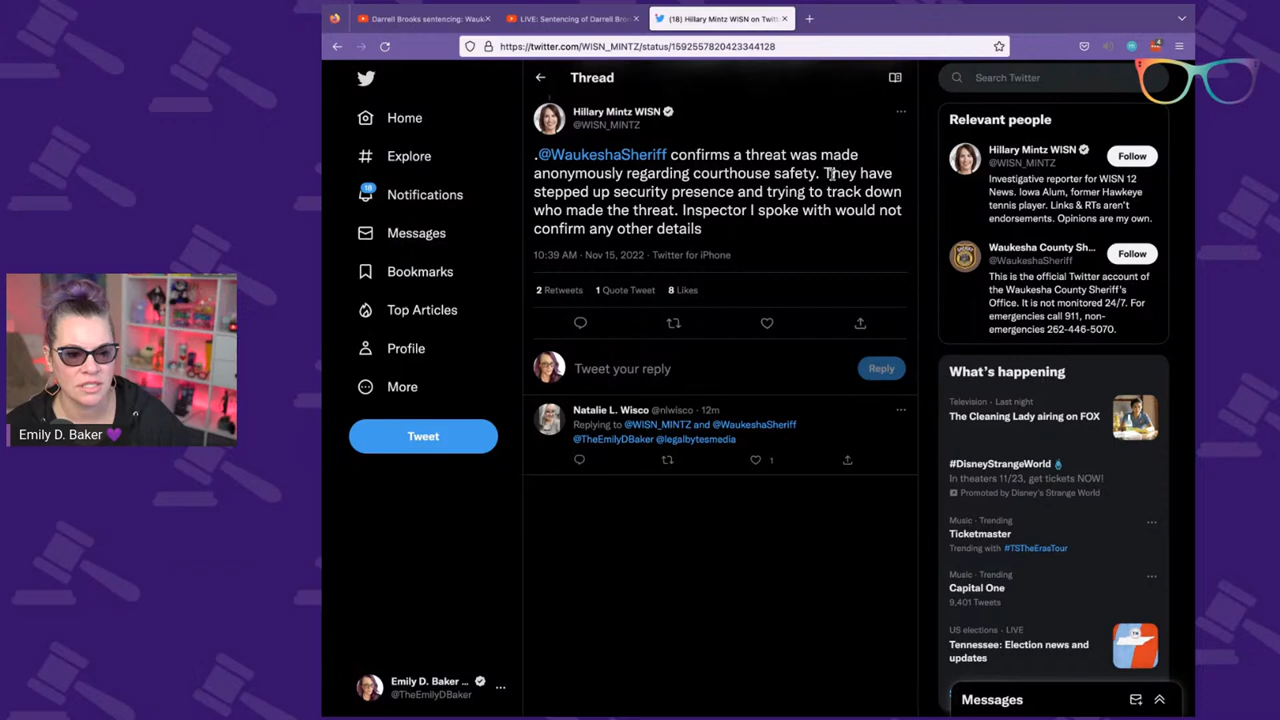 Darrell Brooks sentencing: Wauk
LIVE: Sentencing of Darrell Bro
(18) Hillary Mintz WISN on Twitt
https://twitter.com/WISN_MINTZ/status/1592557820423344128
Home
Explore
18
Notifications
Messages
Bookmarks
Top Articles
Profile
More
Tweet
Emily D. Baker ...
@TheEmilyDBaker
Thread
Hillary Mintz WISN
@WISN_MINTZ
.@WaukeshaSheriff confirms a threat was made
anonymously regarding courthouse safety. They have
stepped up security presence and trying to track down
who made the threat. Inspector I spoke with would not
confirm any other details
10:39 AM · Nov 15, 2022 · Twitter for iPhone
2 Retweets 1 Quote Tweet 8 Likes
Tweet your reply
Reply
Natalie L. Wisco @nlwisco · 12m
Replying to @WISN_MINTZ and @WaukeshaSheriff
@TheEmilyDBaker @legalbytesmedia
1
Search Twitter
Relevant people
Hillary Mintz WISN
@WISN_MINTZ
Follow
Investigative reporter for WISN 12
News. Iowa Alum, former Hawkeye
tennis player. Links & RTs aren't
endorsements. Opinions are my own.
Waukesha County Sh...
@WaukeshaSheriff
Follow
This is the official Twitter account of
the Waukesha County Sheriff's
Office. It is not monitored 24/7. For
emergencies call 911, non-
emergencies 262-446-5070.
What's happening
Television · Last night
The Cleaning Lady airing on FOX
#DisneyStrangeWorld
In theaters 11/23, get tickets NOW!
Promoted by Disney's Strange World
Music · Trending
Ticketmaster
Trending with #TSTheErasTour
Music · Trending
Capital One
9,401 Tweets
US elections · LIVE
Tennessee: Election news and
updates
Messages
Emily D. Baker 💜